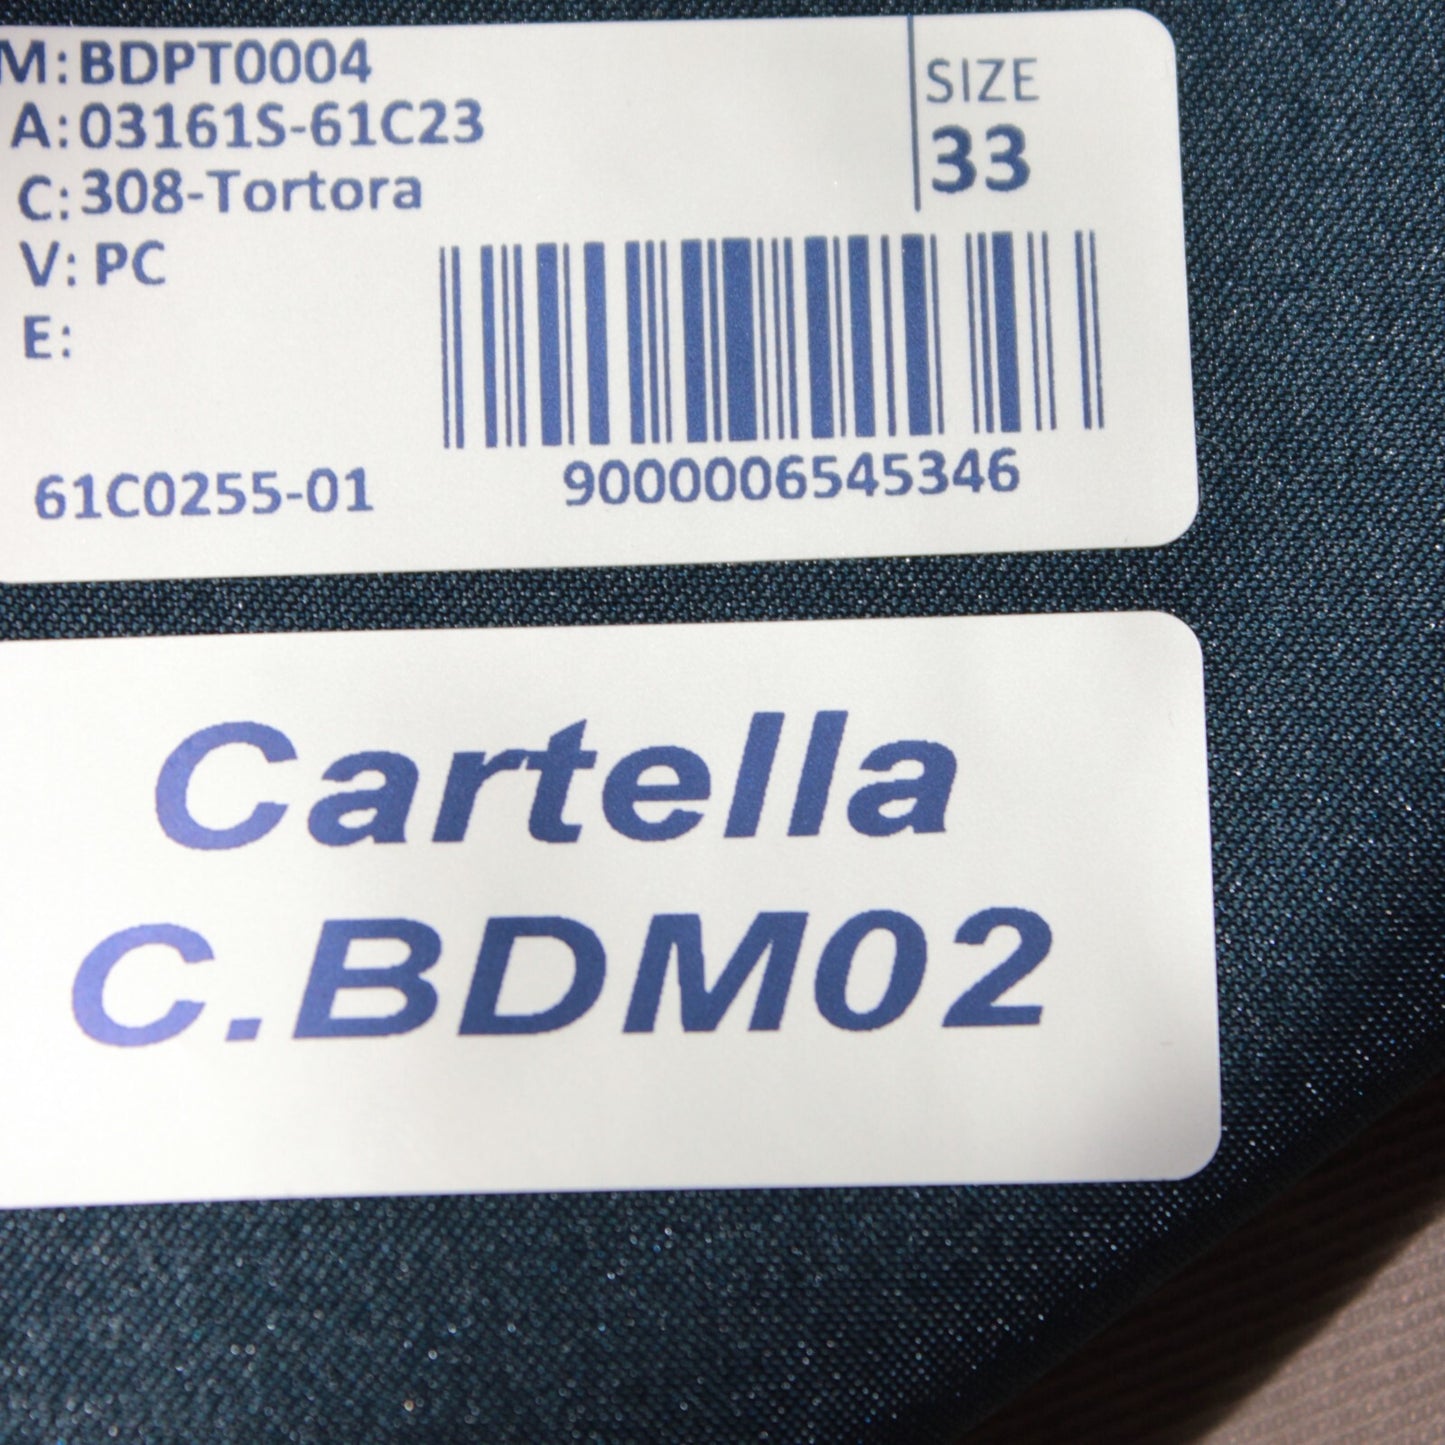 M: BDPT0004
A: 03161S-61C23
C: 308-Tortora
V: PC
E:
SIZE
33
61C0255-01
9000006545346
Cartella
C.BDM02